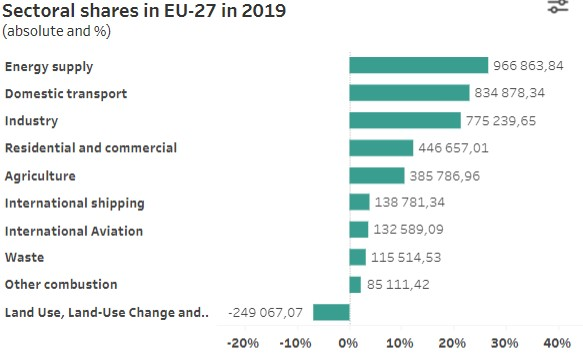 Sectoral shares in EU-27 in 2019
(absolute and %)
Energy supply 966 863,84
Domestic transport 834 878,34
Industry 775 239,65
Residential and commercial 446 657,01
Agriculture 385 786,96
International shipping 138 781,34
International Aviation 132 589,09
Waste 115 514,53
Other combustion 85 111,42
Land Use, Land-Use Change and.. -249 067,07
-20% -10% 0% 10% 20% 30% 40%